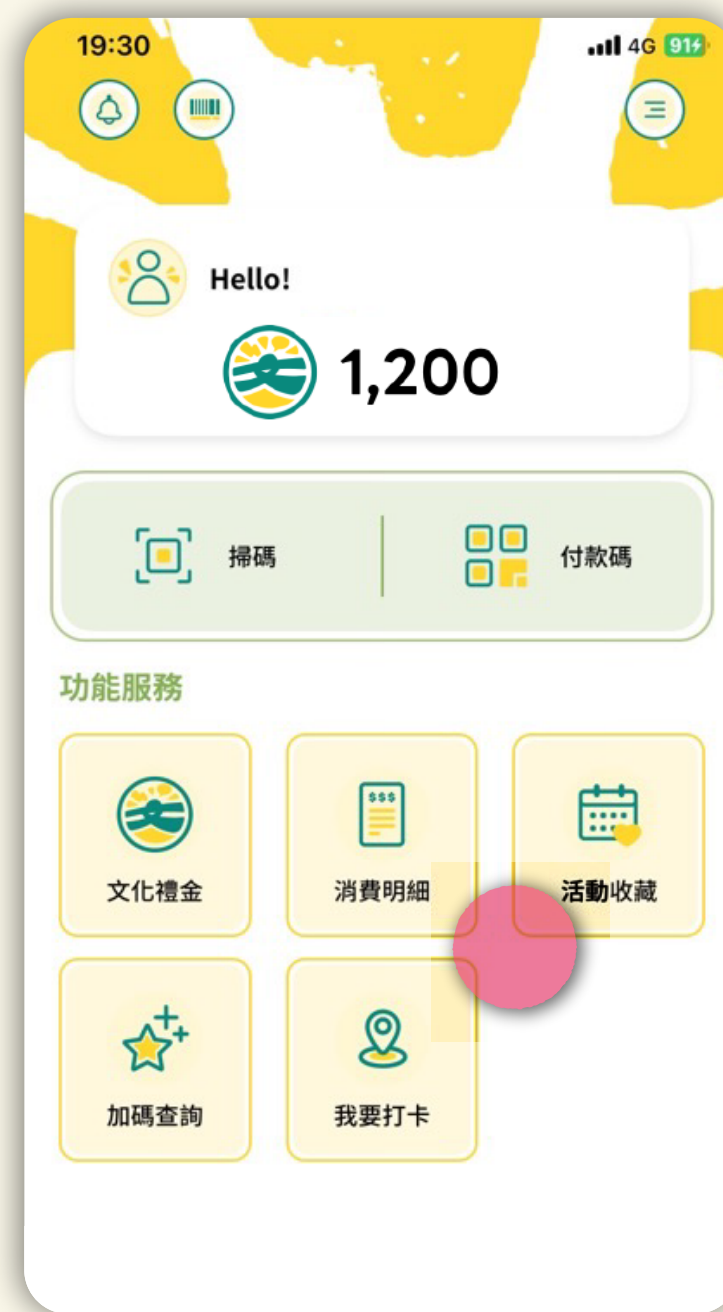 19:30 4G 91
Hello!
1,200
掃碼 付款碼
功能服務
$$$
文化禮金 消費明細 活動收藏
加碼查詢 我要打卡